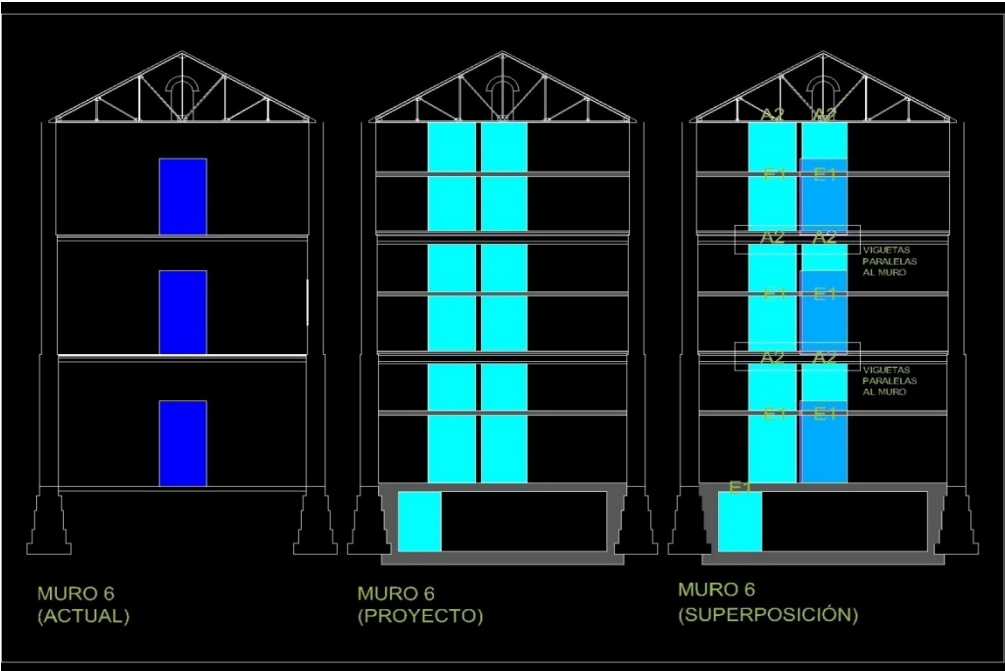 A2 A2
E1 E1
A2 A2
VIGUETAS
PARALELAS
AL MURO
E1 E1
A2 A2
VIGUETAS
PARALELAS
AL MURO
E1 E1
E1
MURO 6
(ACTUAL)
MURO 6
(PROYECTO)
MURO 6
(SUPERPOSICIÓN)